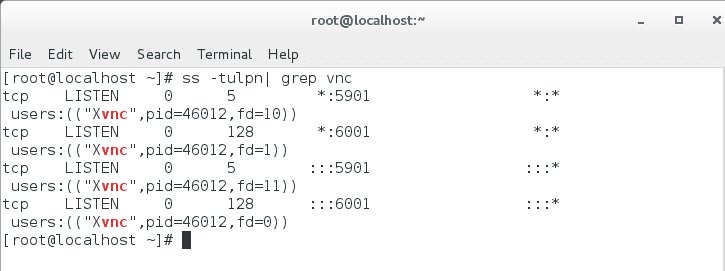 root@localhost:~
File Edit View Search Terminal Help
[root@localhost ~]# ss -tulpn| grep vnc
tcp LISTEN 0 5 *:5901 *:*
users:(("Xvnc",pid=46012,fd=10))
tcp LISTEN 0 128 *:6001 *:*
users:(("Xvnc",pid=46012,fd=1))
tcp LISTEN 0 5 :::5901 :::*
users:(("Xvnc",pid=46012,fd=11))
tcp LISTEN 0 128 :::6001 :::*
users:(("Xvnc",pid=46012,fd=0))
[root@localhost ~]#